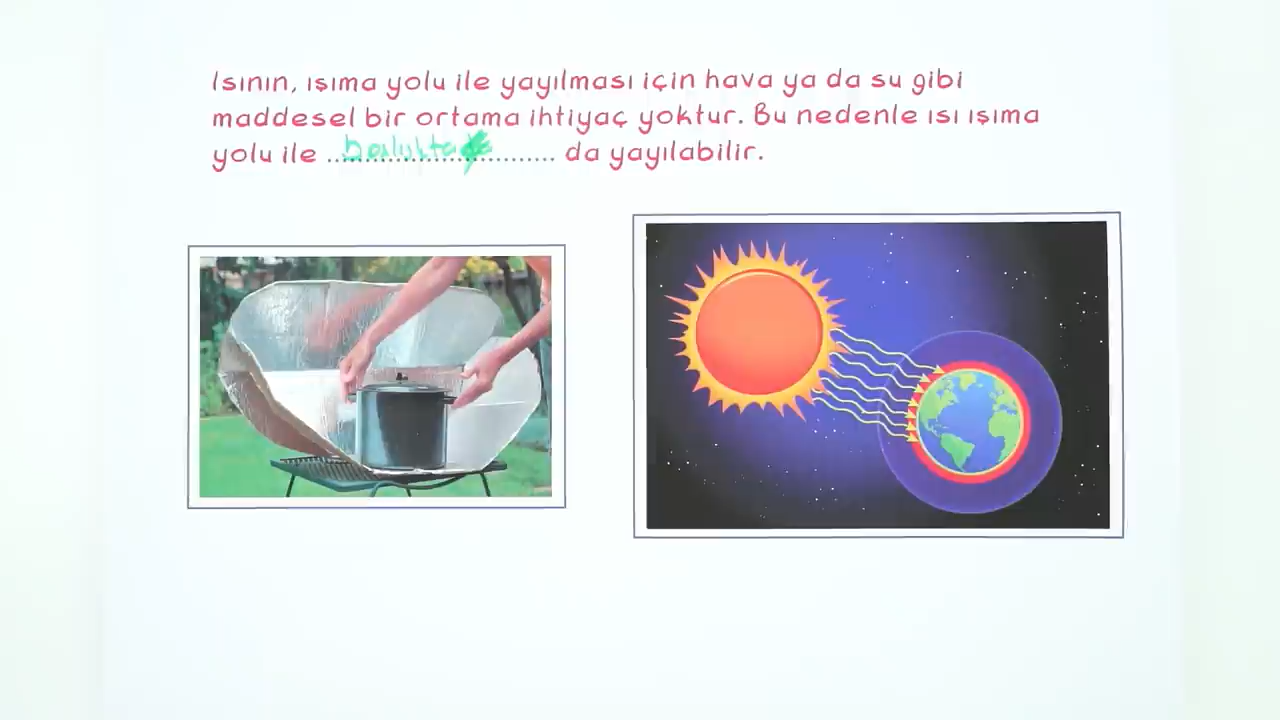 Isının, ışıma yolu ile yayılması için hava ya da su gibi
maddesel bir ortama ihtiyaç yoktur. Bu nedenle ısı ışıma
yolu ile boşlukta da yayılabilir.